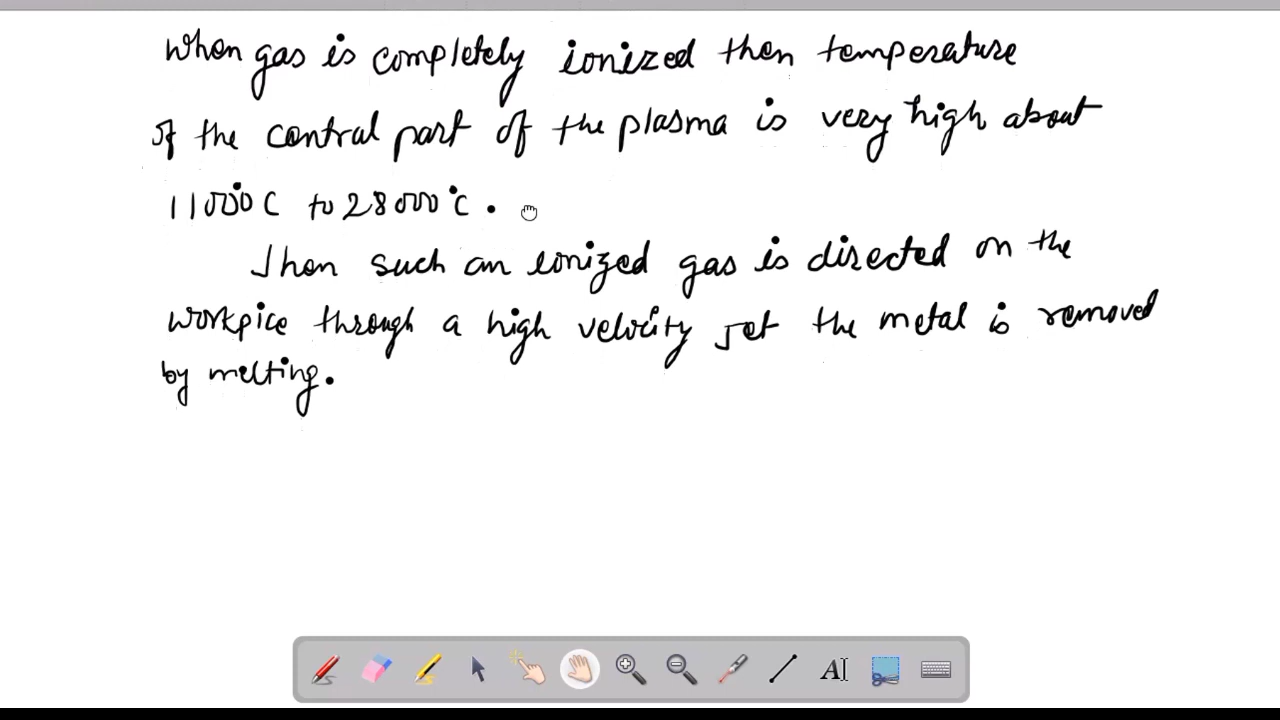 When gas is completely ionized then temperature
of the central part of the plasma is very high about
11000°C to 28000°C.
Then such an ionized gas is directed on the
workpice through a high velocity jet the metal is removed
by melting.
AI